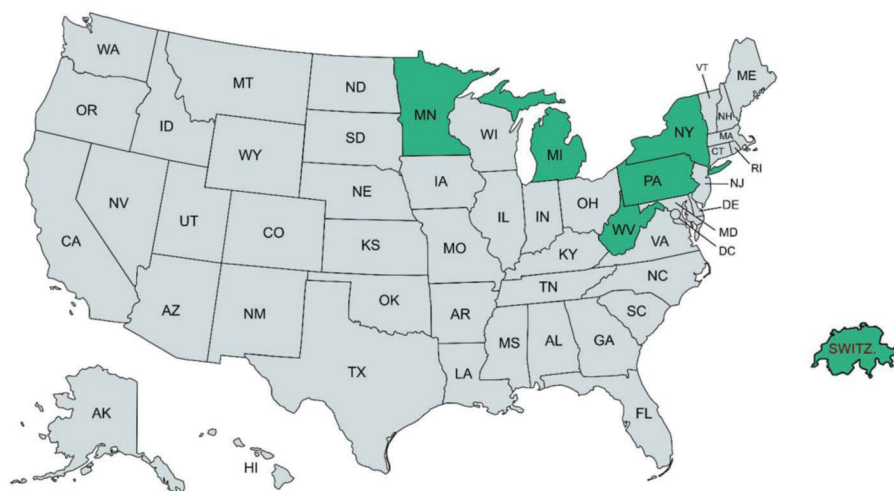 WA
MT
ND
MN
VT
ME
OR
ID
SD
WI
NH
NY
MA
WY
MI
CT
RI
IA
PA
NJ
NE
NV
OH
DE
UT
IL
IN
MD
CA
CO
WV
DC
KS
MO
VA
KY
NC
TN
AZ
NM
OK
AR
SC
MS
AL
GA
SWITZ.
TX
LA
AK
FL
HI